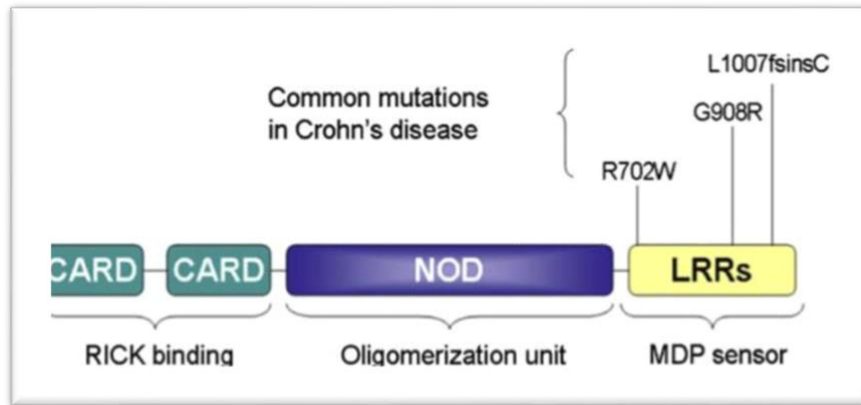 L1007fsinsC
Common mutations
in Crohn's disease
G908R
R702W
CARD CARD NOD LRRs
RICK binding Oligomerization unit MDP sensor